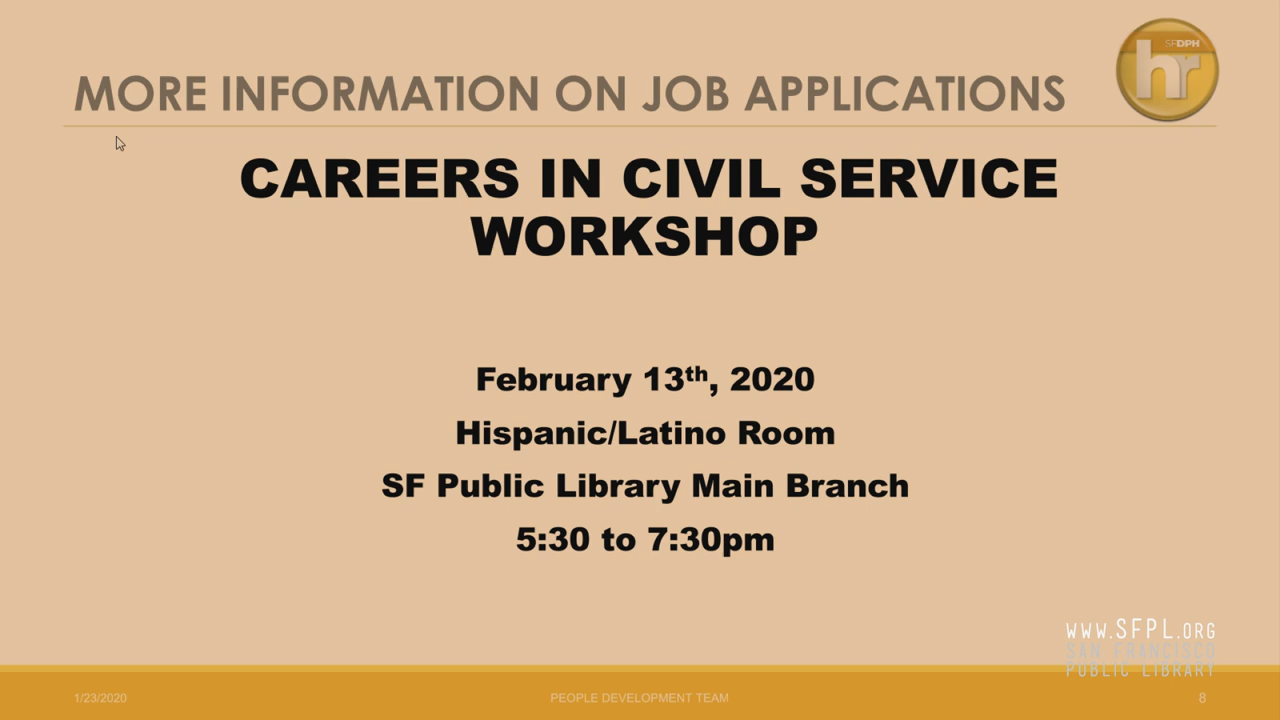 SFDPH
hr
MORE INFORMATION ON JOB APPLICATIONS
CAREERS IN CIVIL SERVICE
WORKSHOP
February 13th, 2020
Hispanic/Latino Room
SF Public Library Main Branch
5:30 to 7:30pm
WWW.SFPL.ORG
SAN FRANCISCO
PUBLIC LIBRARY
1/23/2020
PEOPLE DEVELOPMENT TEAM
8